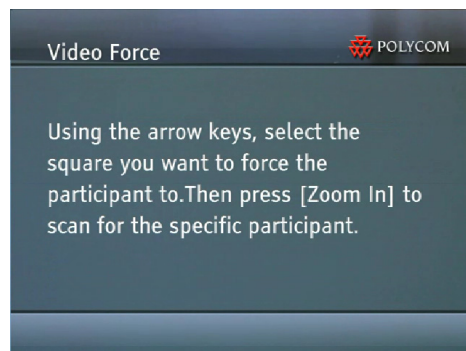 Video Force
POLYCOM
Using the arrow keys, select the
square you want to force the
participant to.Then press [Zoom In] to
scan for the specific participant.